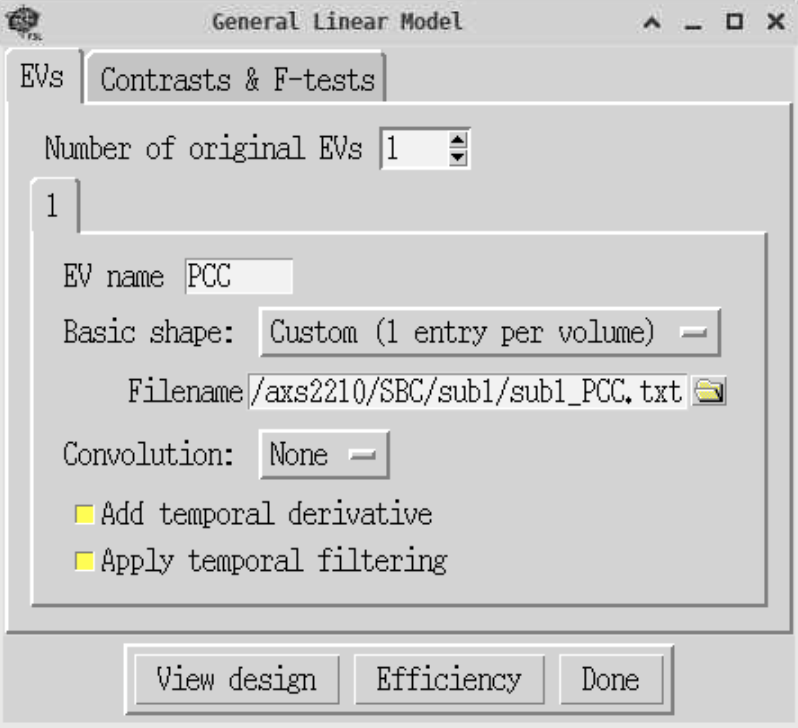 FSL
General Linear Model
EVs Contrasts & F-tests
Number of original EVs 1
1
EV name PCC
Basic shape: Custom (1 entry per volume)
Filename /axs2210/SBC/sub1/sub1_PCC.txt
Convolution: None
Add temporal derivative
Apply temporal filtering
View design Efficiency Done